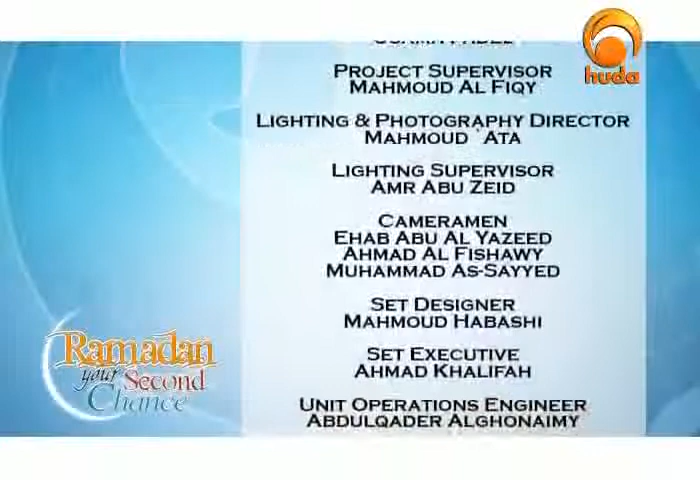 huda
PROJECT SUPERVISOR
MAHMOUD AL FIQY
LIGHTING & PHOTOGRAPHY DIRECTOR
MAHMOUD `ATA
LIGHTING SUPERVISOR
AMR ABU ZEID
CAMERAMEN
EHAB ABU AL YAZEED
AHMAD AL FISHAWY
MUHAMMAD AS-SAYYED
SET DESIGNER
MAHMOUD HABASHI
SET EXECUTIVE
AHMAD KHALIFAH
UNIT OPERATIONS ENGINEER
ABDULQADER ALGHONAIMY
Ramadan
your Second
Chance